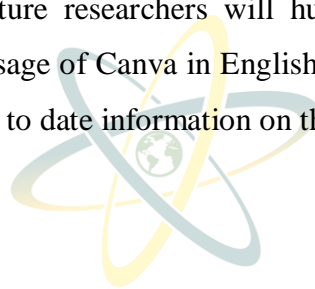 ture researchers will hu
sage of Canva in English
to date information on th